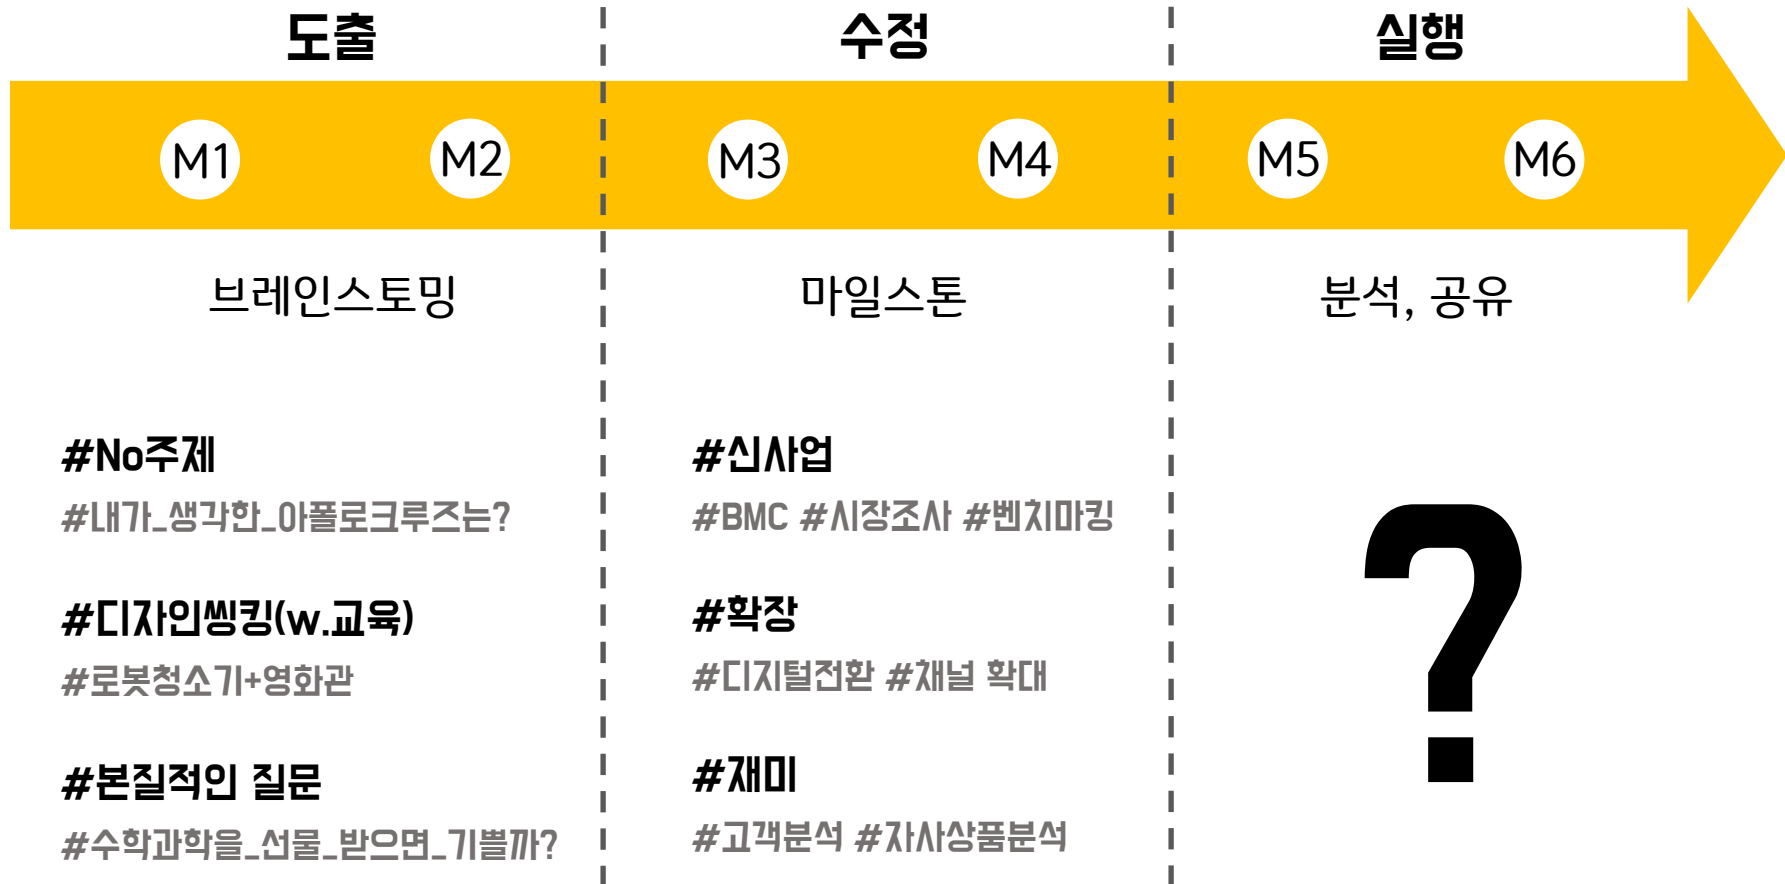 도출 수정 실행
M1 M2 M3 M4 M5 M6
브레인스토밍 마일스톤 분석, 공유
#No주제
#내가_생각한_아폴로크루즈는?
#디자인씽킹(w.교육)
#로봇청소기+영화관
#본질적인 질문
#수학과학을_선물_받으면_기쁠까?
#신사업
#BMC #시장조사 #벤치마킹
#확장
#디지털전환 #채널 확대
#재미
#고객분석 #자사상품분석
?